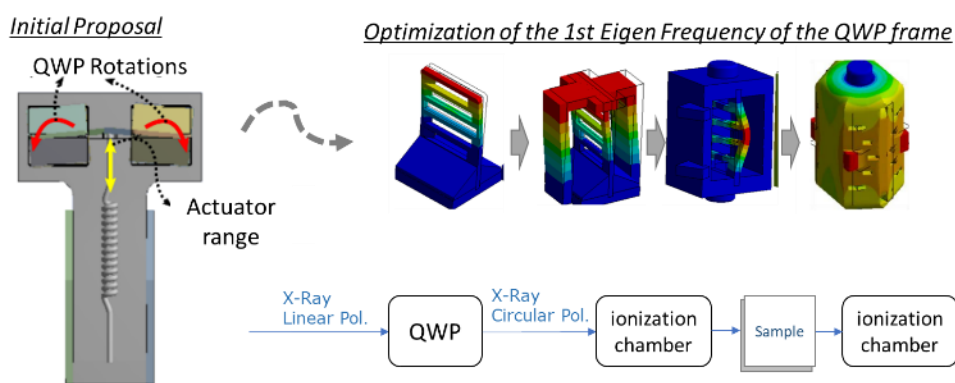 Initial Proposal
QWP Rotations
Actuator
range
Optimization of the 1st Eigen Frequency of the QWP frame
X-Ray
Linear Pol.
QWP
X-Ray
Circular Pol.
ionization
chamber
Sample
ionization
chamber